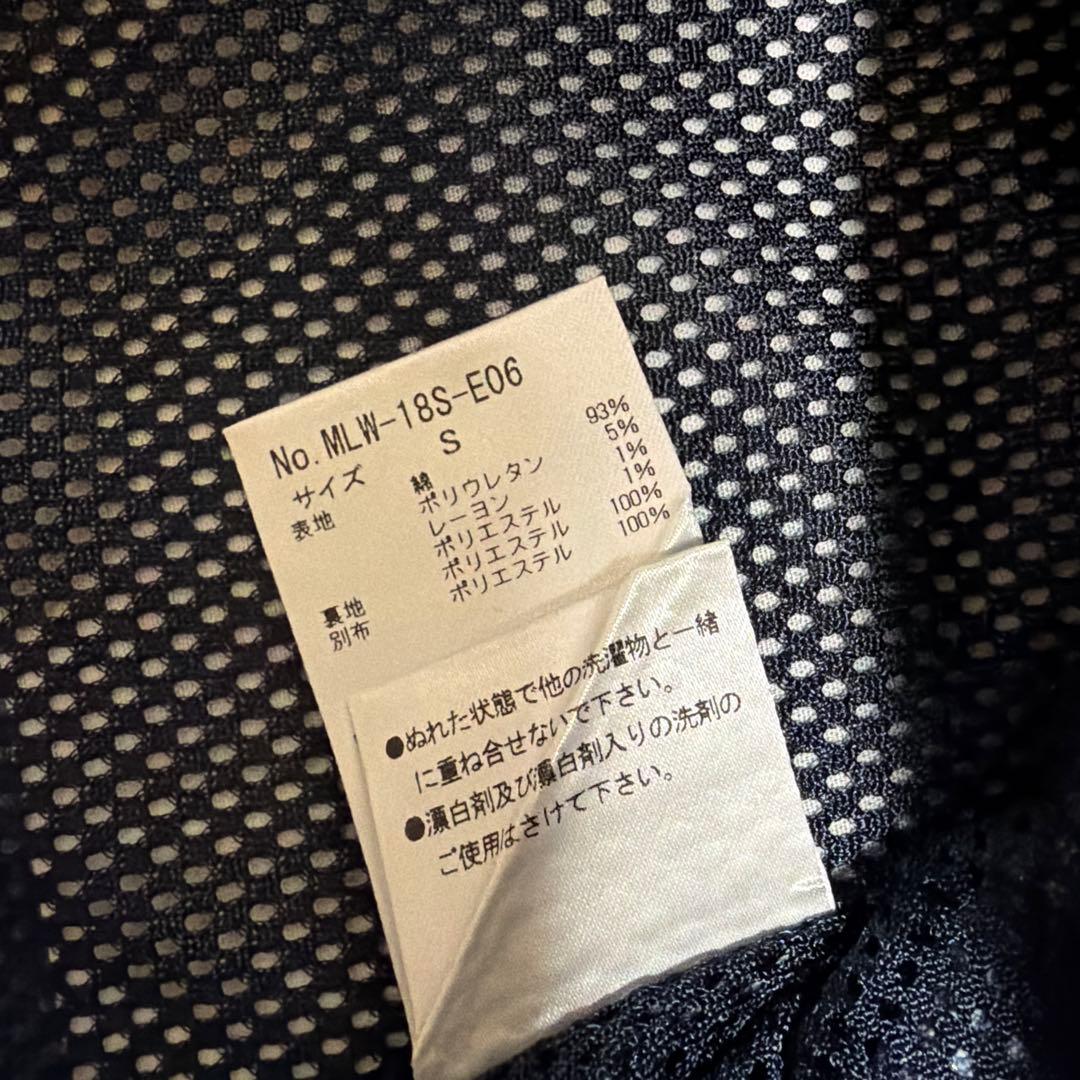 No.MLW-18S-E06
サイズ S
表地 綿 93%
ポリウレタン 5%
レーヨン 1%
ポリエステル 1%
裏地 ポリエステル 100%
別布 ポリエステル 100%
●ぬれた状態で他の洗濯物と一緒
に重ね合せないで下さい。
●漂白剤及び漂白剤入りの洗剤の
ご使用はさけて下さい。